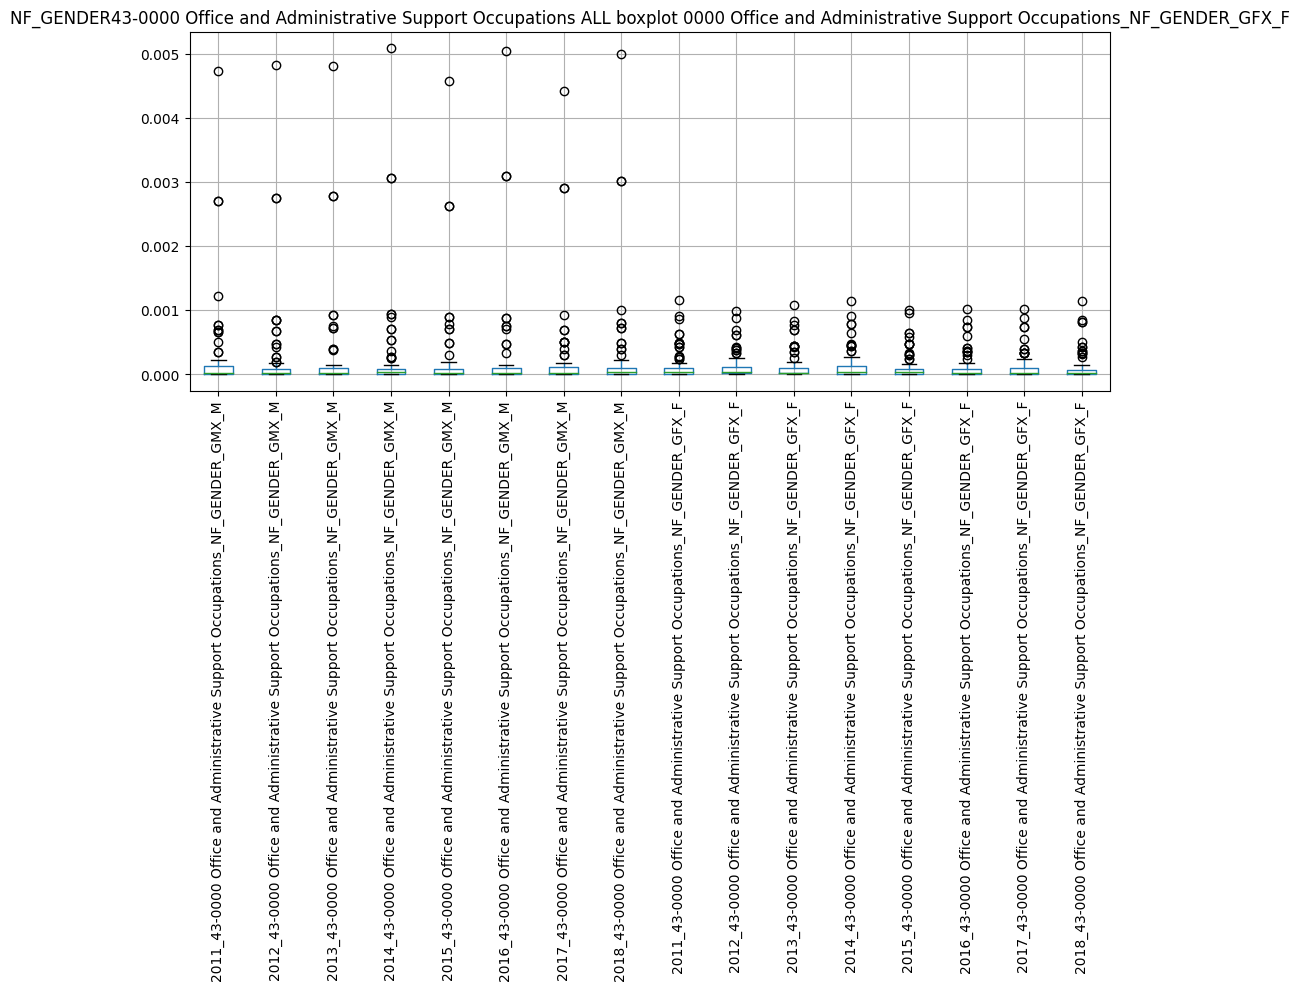 NF_GENDER43-0000 Office and Administrative Support Occupations ALL boxplot 0000 Office and Administrative Support Occupations_NF_GENDER_GFX_F
0.005
0.004
0.003
0.002
0.001
0.000
2011_43-0000 Office and Administrative Support Occupations_NF_GENDER_GMX_M
2012_43-0000 Office and Administrative Support Occupations_NF_GENDER_GMX_M
2013_43-0000 Office and Administrative Support Occupations_NF_GENDER_GMX_M
2014_43-0000 Office and Administrative Support Occupations_NF_GENDER_GMX_M
2015_43-0000 Office and Administrative Support Occupations_NF_GENDER_GMX_M
2016_43-0000 Office and Administrative Support Occupations_NF_GENDER_GMX_M
2017_43-0000 Office and Administrative Support Occupations_NF_GENDER_GMX_M
2018_43-0000 Office and Administrative Support Occupations_NF_GENDER_GMX_M
2011_43-0000 Office and Administrative Support Occupations_NF_GENDER_GFX_F
2012_43-0000 Office and Administrative Support Occupations_NF_GENDER_GFX_F
2013_43-0000 Office and Administrative Support Occupations_NF_GENDER_GFX_F
2014_43-0000 Office and Administrative Support Occupations_NF_GENDER_GFX_F
2015_43-0000 Office and Administrative Support Occupations_NF_GENDER_GFX_F
2016_43-0000 Office and Administrative Support Occupations_NF_GENDER_GFX_F
2017_43-0000 Office and Administrative Support Occupations_NF_GENDER_GFX_F
2018_43-0000 Office and Administrative Support Occupations_NF_GENDER_GFX_F